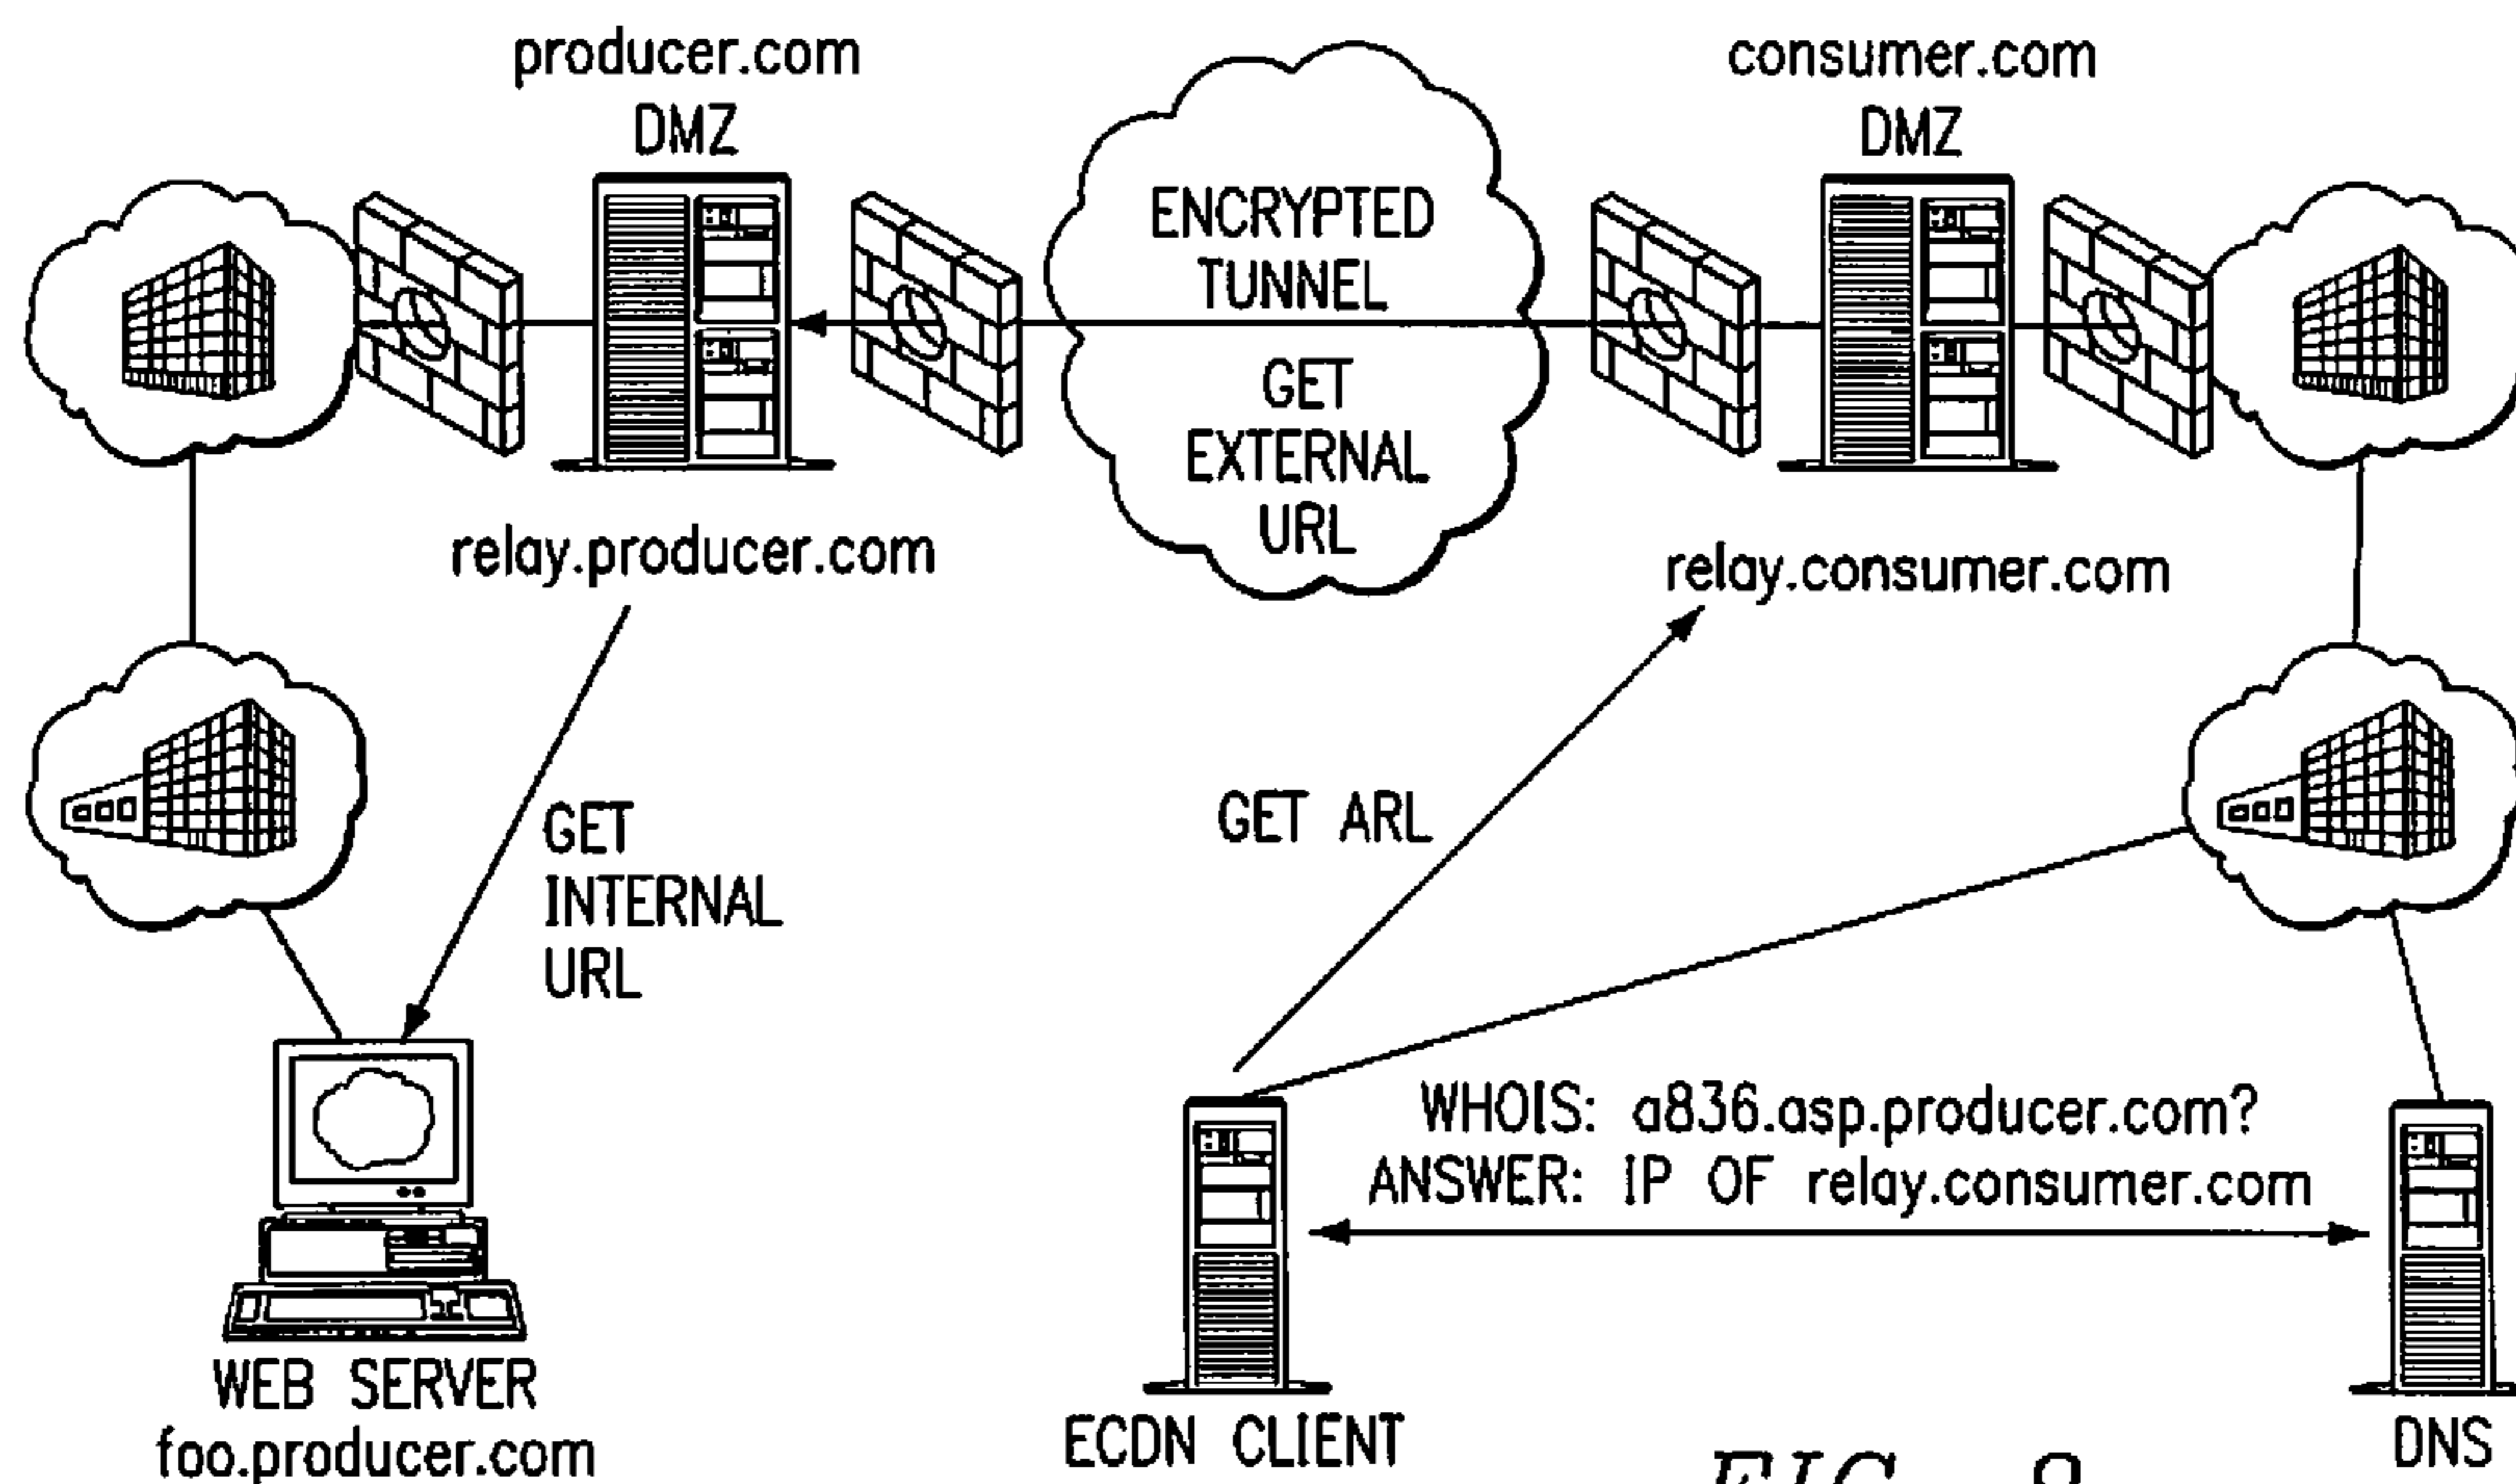 producer.com
DMZ
consumer.com
DMZ
ENCRYPTED
TUNNEL
GET
EXTERNAL
URL
relay.producer.com
relay.consumer.com
GET
INTERNAL
URL
GET ARL
WHOIS: a836.asp.producer.com?
ANSWER: IP OF relay.consumer.com
WEB SERVER
foo.producer.com
ECDN CLIENT
DNS
FIG.